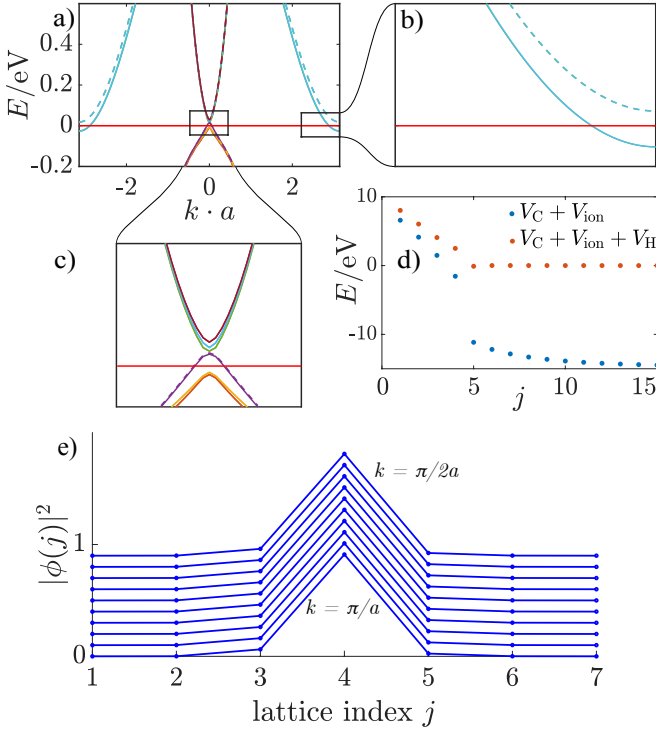 a)
E/eV
0.4
0.2
0
-0.2
-2
0
2
k · a
b)
c)
d)
E/eV
10
0
-10
V_C + V_ion
V_C + V_ion + V_H
0
5
10
15
j
e)
|ϕ(j)|²
1
0
k = π/2a
k = π/a
1 2 3 4 5 6 7
lattice index j